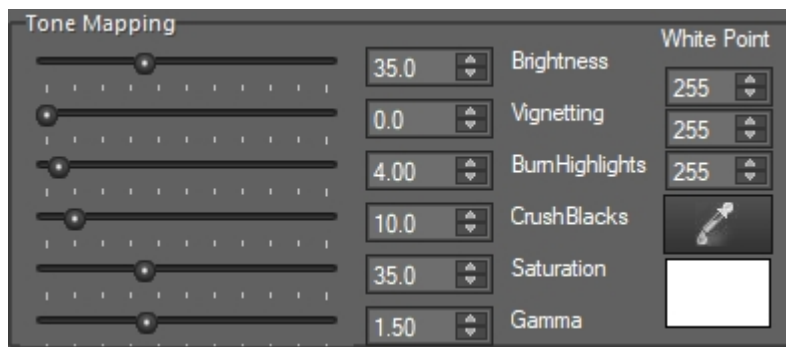 Tone Mapping
White Point
35.0 Brightness
255
0.0 Vignetting
255
4.00 BurnHighlights
255
10.0 CrushBlacks
35.0 Saturation
1.50 Gamma